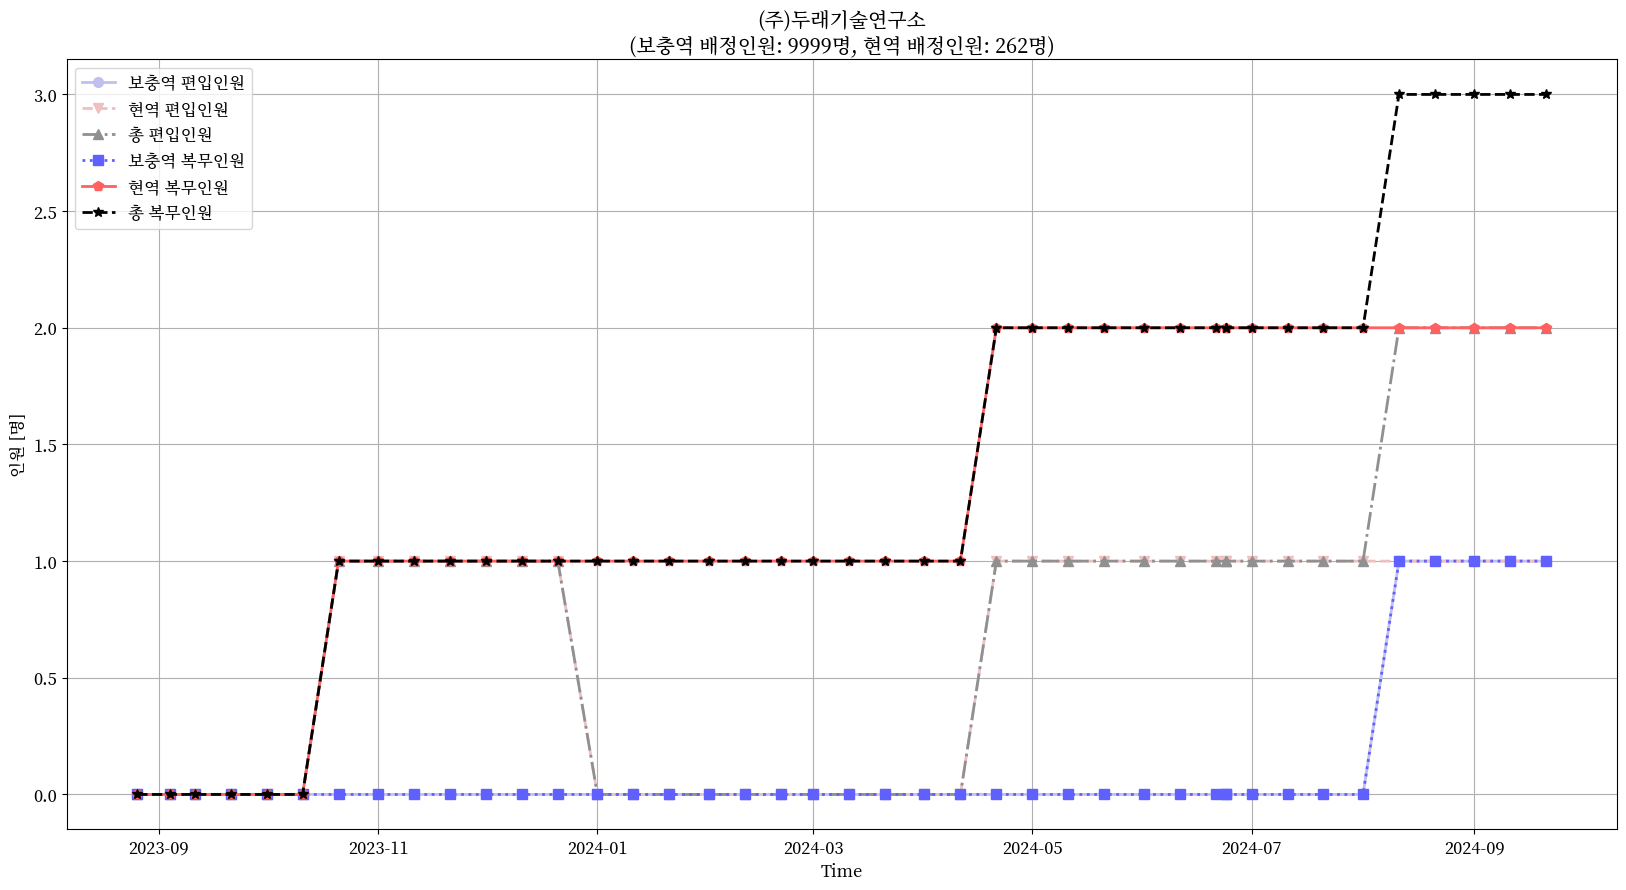 (주)두래기술연구소
(보충역 배정인원: 9999명, 현역 배정인원: 262명)
보충역 편입인원
현역 편입인원
총 편입인원
보충역 복무인원
현역 복무인원
총 복무인원
3.0
2.5
2.0
1.5
1.0
0.5
0.0
인원 [명]
2023-09
2023-11
2024-01
2024-03
2024-05
2024-07
2024-09
Time